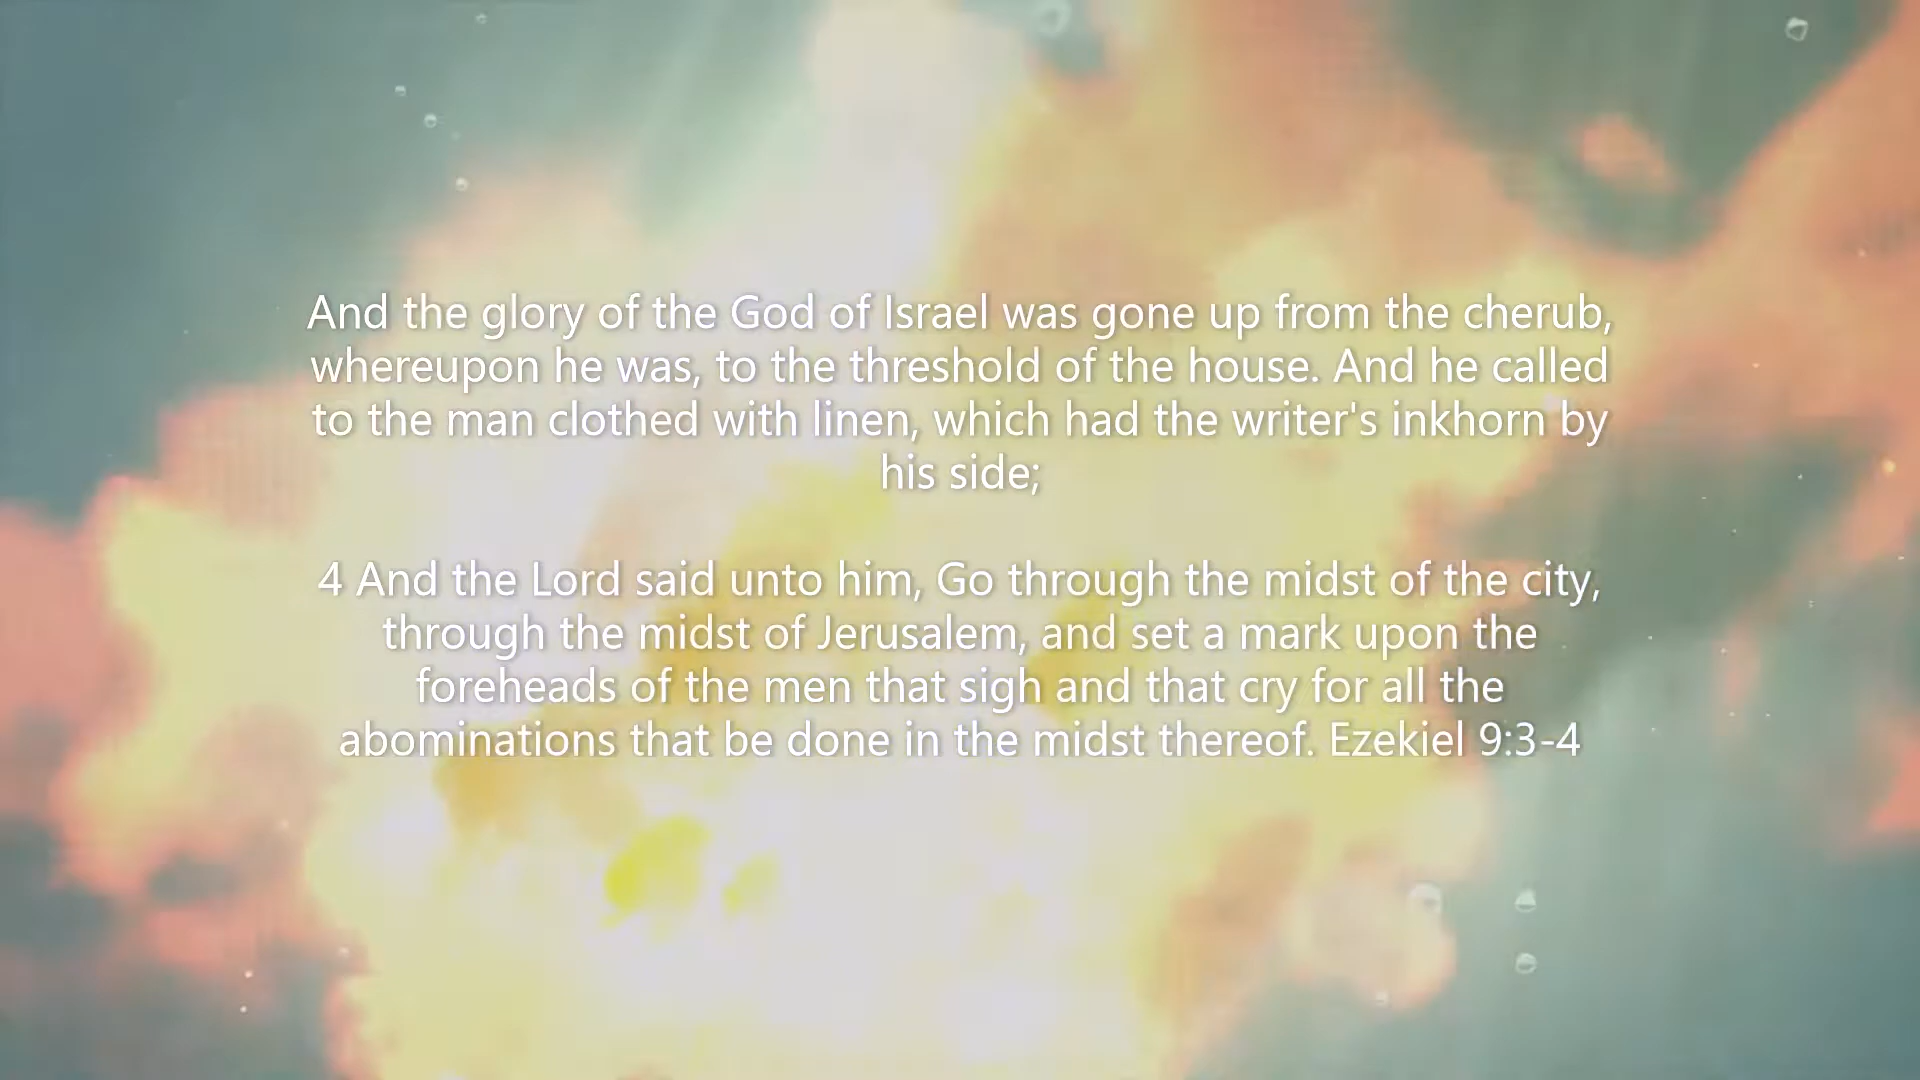 And the glory of the God of Israel was gone up from the cherub,
whereupon he was, to the threshold of the house. And he called
to the man clothed with linen, which had the writer's inkhorn by
his side;
4 And the Lord said unto him, Go through the midst of the city,
through the midst of Jerusalem, and set a mark upon the
foreheads of the men that sigh and that cry for all the
abominations that be done in the midst thereof. Ezekiel 9:3-4